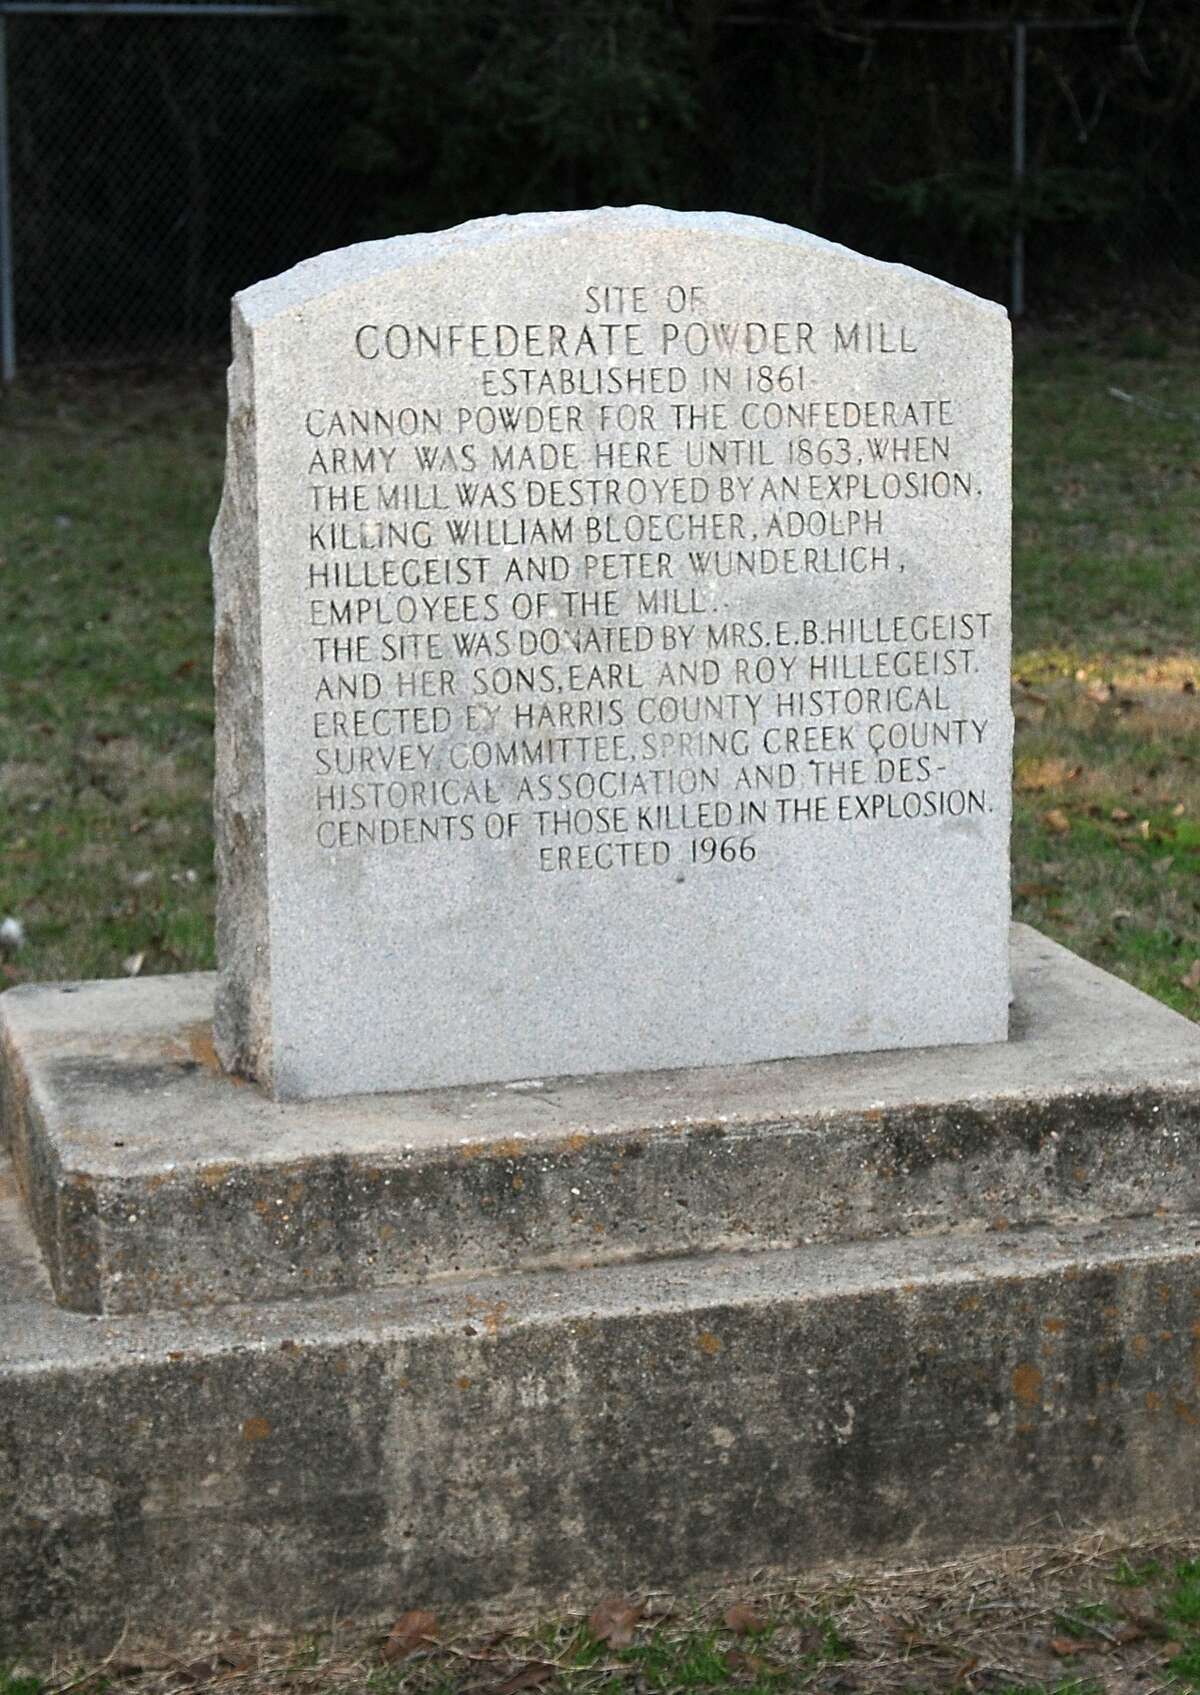 SITE OF
CONFEDERATE POWDER MILL
ESTABLISHED IN 1861.
CANNON POWDER FOR THE CONFEDERATE
ARMY WAS MADE HERE UNTIL 1863, WHEN
THE MILL WAS DESTROYED BY AN EXPLOSION,
KILLING WILLIAM BLOECHER, ADOLPH
HILLEGEIST AND PETER WUNDERLICH,
EMPLOYEES OF THE MILL.
THE SITE WAS DONATED BY MRS. E.B. HILLEGEIST
AND HER SONS, EARL AND ROY HILLEGEIST.
ERECTED BY HARRIS COUNTY HISTORICAL
SURVEY COMMITTEE, SPRING CREEK COUNTY
HISTORICAL ASSOCIATION AND THE DES-
CENDENTS OF THOSE KILLED IN THE EXPLOSION.
ERECTED 1966